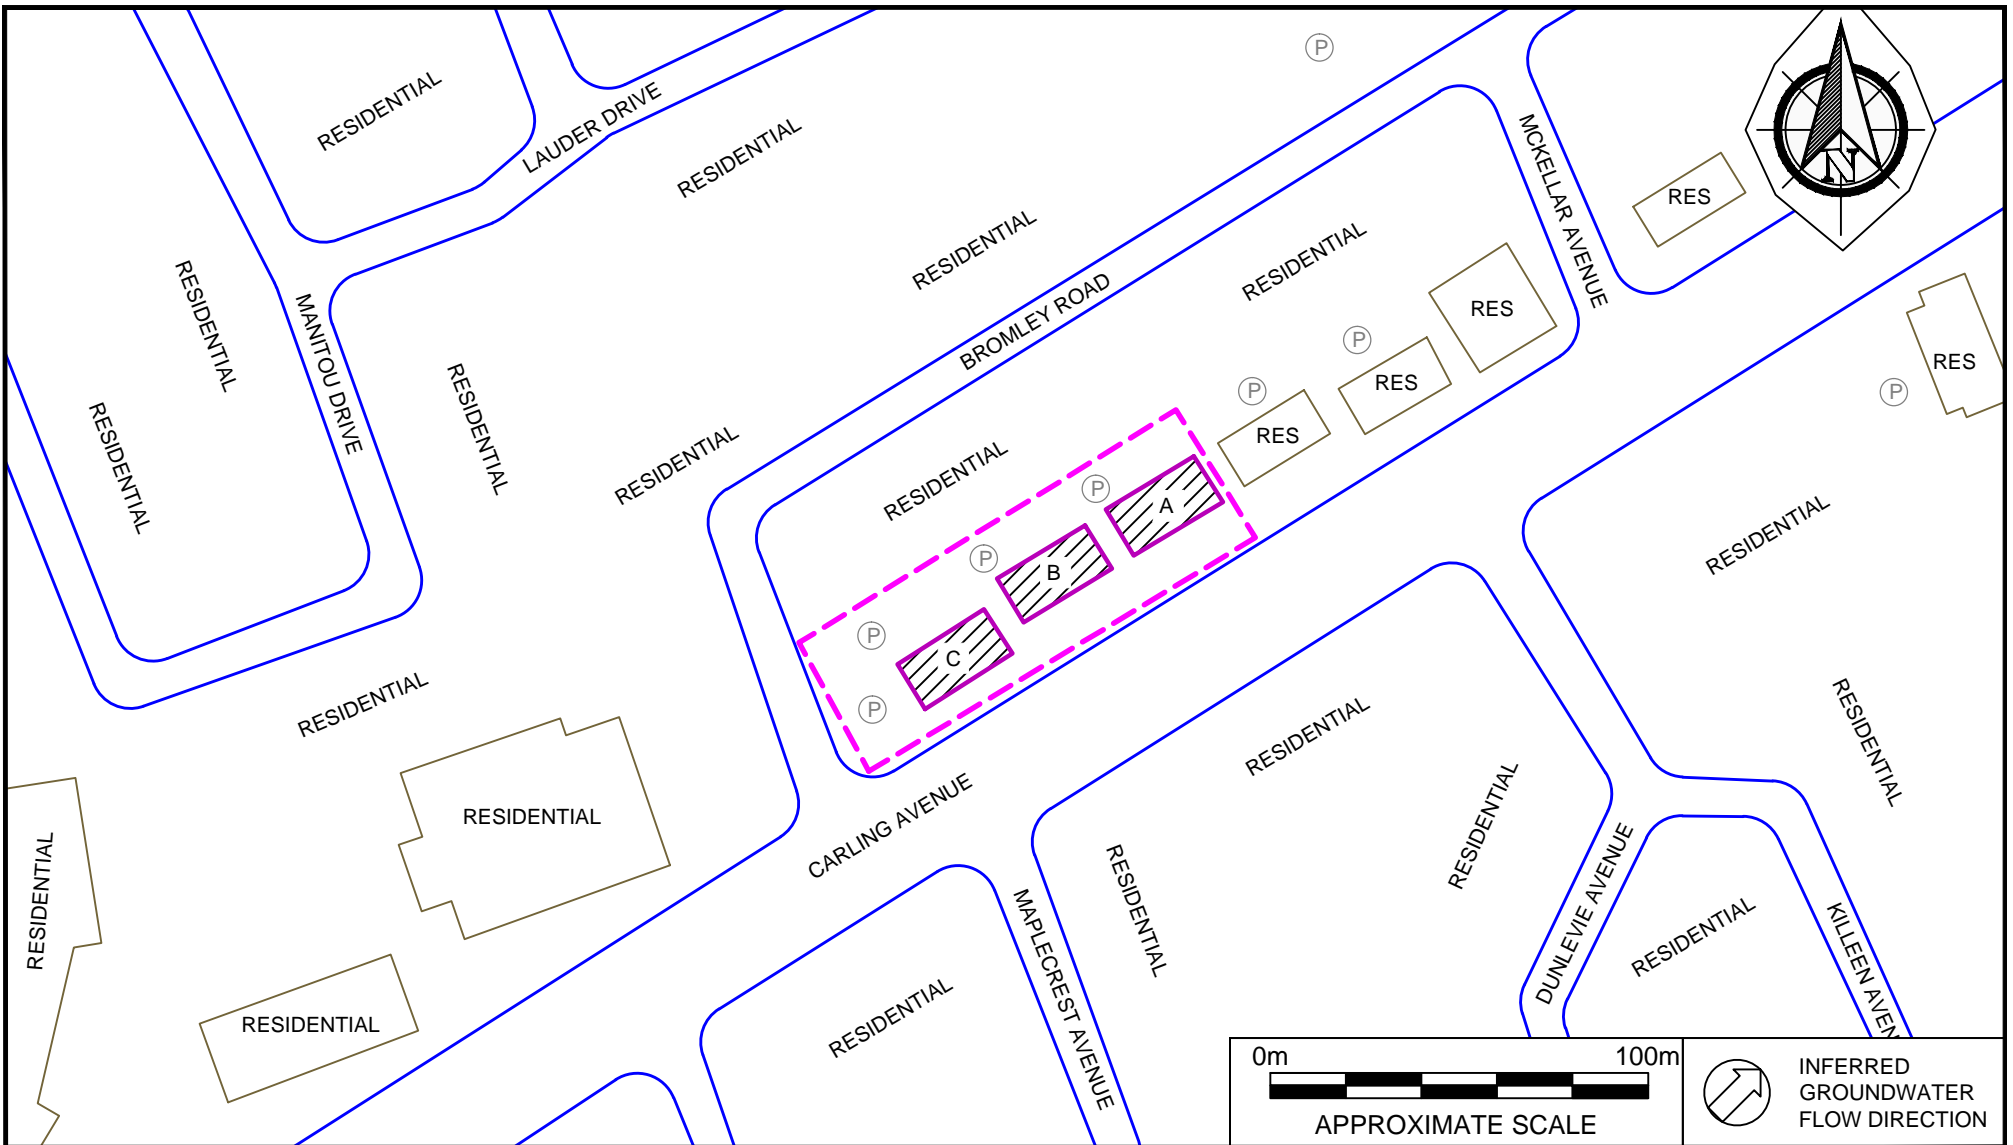 P
RESIDENTIAL
LAUDER DRIVE
RESIDENTIAL
MCKELLAR AVENUE
N
RES
RESIDENTIAL
RESIDENTIAL
RESIDENTIAL
MANITOU DRIVE
BROMLEY ROAD
RES
P
RES
RES
P
RESIDENTIAL
RESIDENTIAL
P
RES
RESIDENTIAL
RESIDENTIAL
P
A
RESIDENTIAL
P
B
P
C
P
RESIDENTIAL
RESIDENTIAL
RESIDENTIAL
RESIDENTIAL
CARLING AVENUE
RESIDENTIAL
RESIDENTIAL
RESIDENTIAL
RESIDENTIAL
DUNLEVIE AVENUE
RESIDENTIAL
KILLEEN AVEN
MAPLECREST AVENUE
RESIDENTIAL
RESIDENTIAL
0m 100m
APPROXIMATE SCALE
INFERRED
GROUNDWATER
FLOW DIRECTION